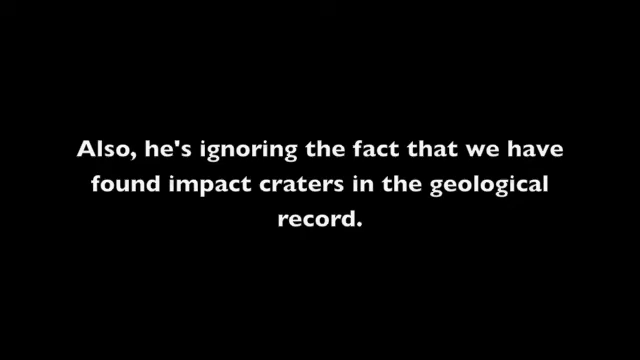 Also, he's ignoring the fact that we have
found impact craters in the geological
record.